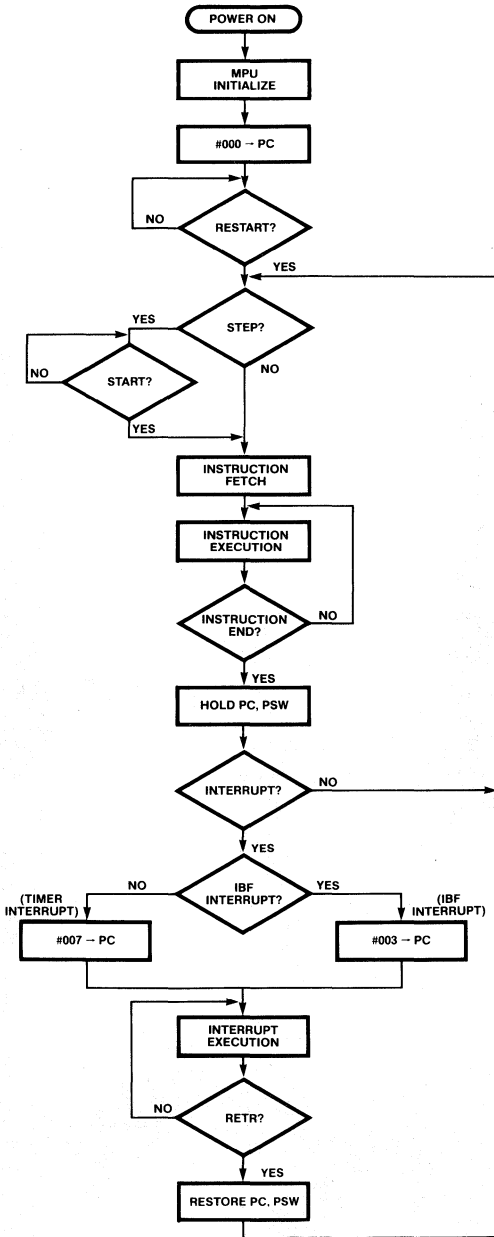 POWER ON
MPU
INITIALIZE
#000 → PC
NO
RESTART?
YES
YES
STEP?
NO
NO
START?
YES
INSTRUCTION
FETCH
INSTRUCTION
EXECUTION
INSTRUCTION
END?
NO
YES
HOLD PC, PSW
INTERRUPT?
NO
YES
NO
IBF
INTERRUPT?
YES
(TIMER
INTERRUPT)
(IBF
INTERRUPT)
#007 → PC
#003 → PC
INTERRUPT
EXECUTION
NO
RETR?
YES
RESTORE PC, PSW